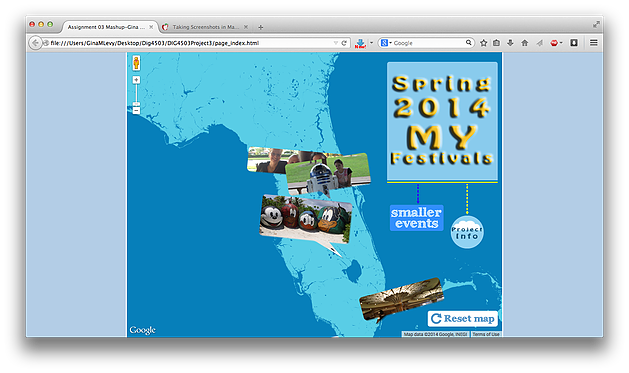 Assignment 03 Mashup-Gina ...
Taking Screenshots in Ma...
file:///Users/GinaMLevy/Desktop/Dig4503/DIG4503Project3/page_index.html
Google
Spring
2014
MY
Festivals
smaller
events
Project
Info
Reset map
Google
Map data ©2014 Google, INEGI
Terms of Use